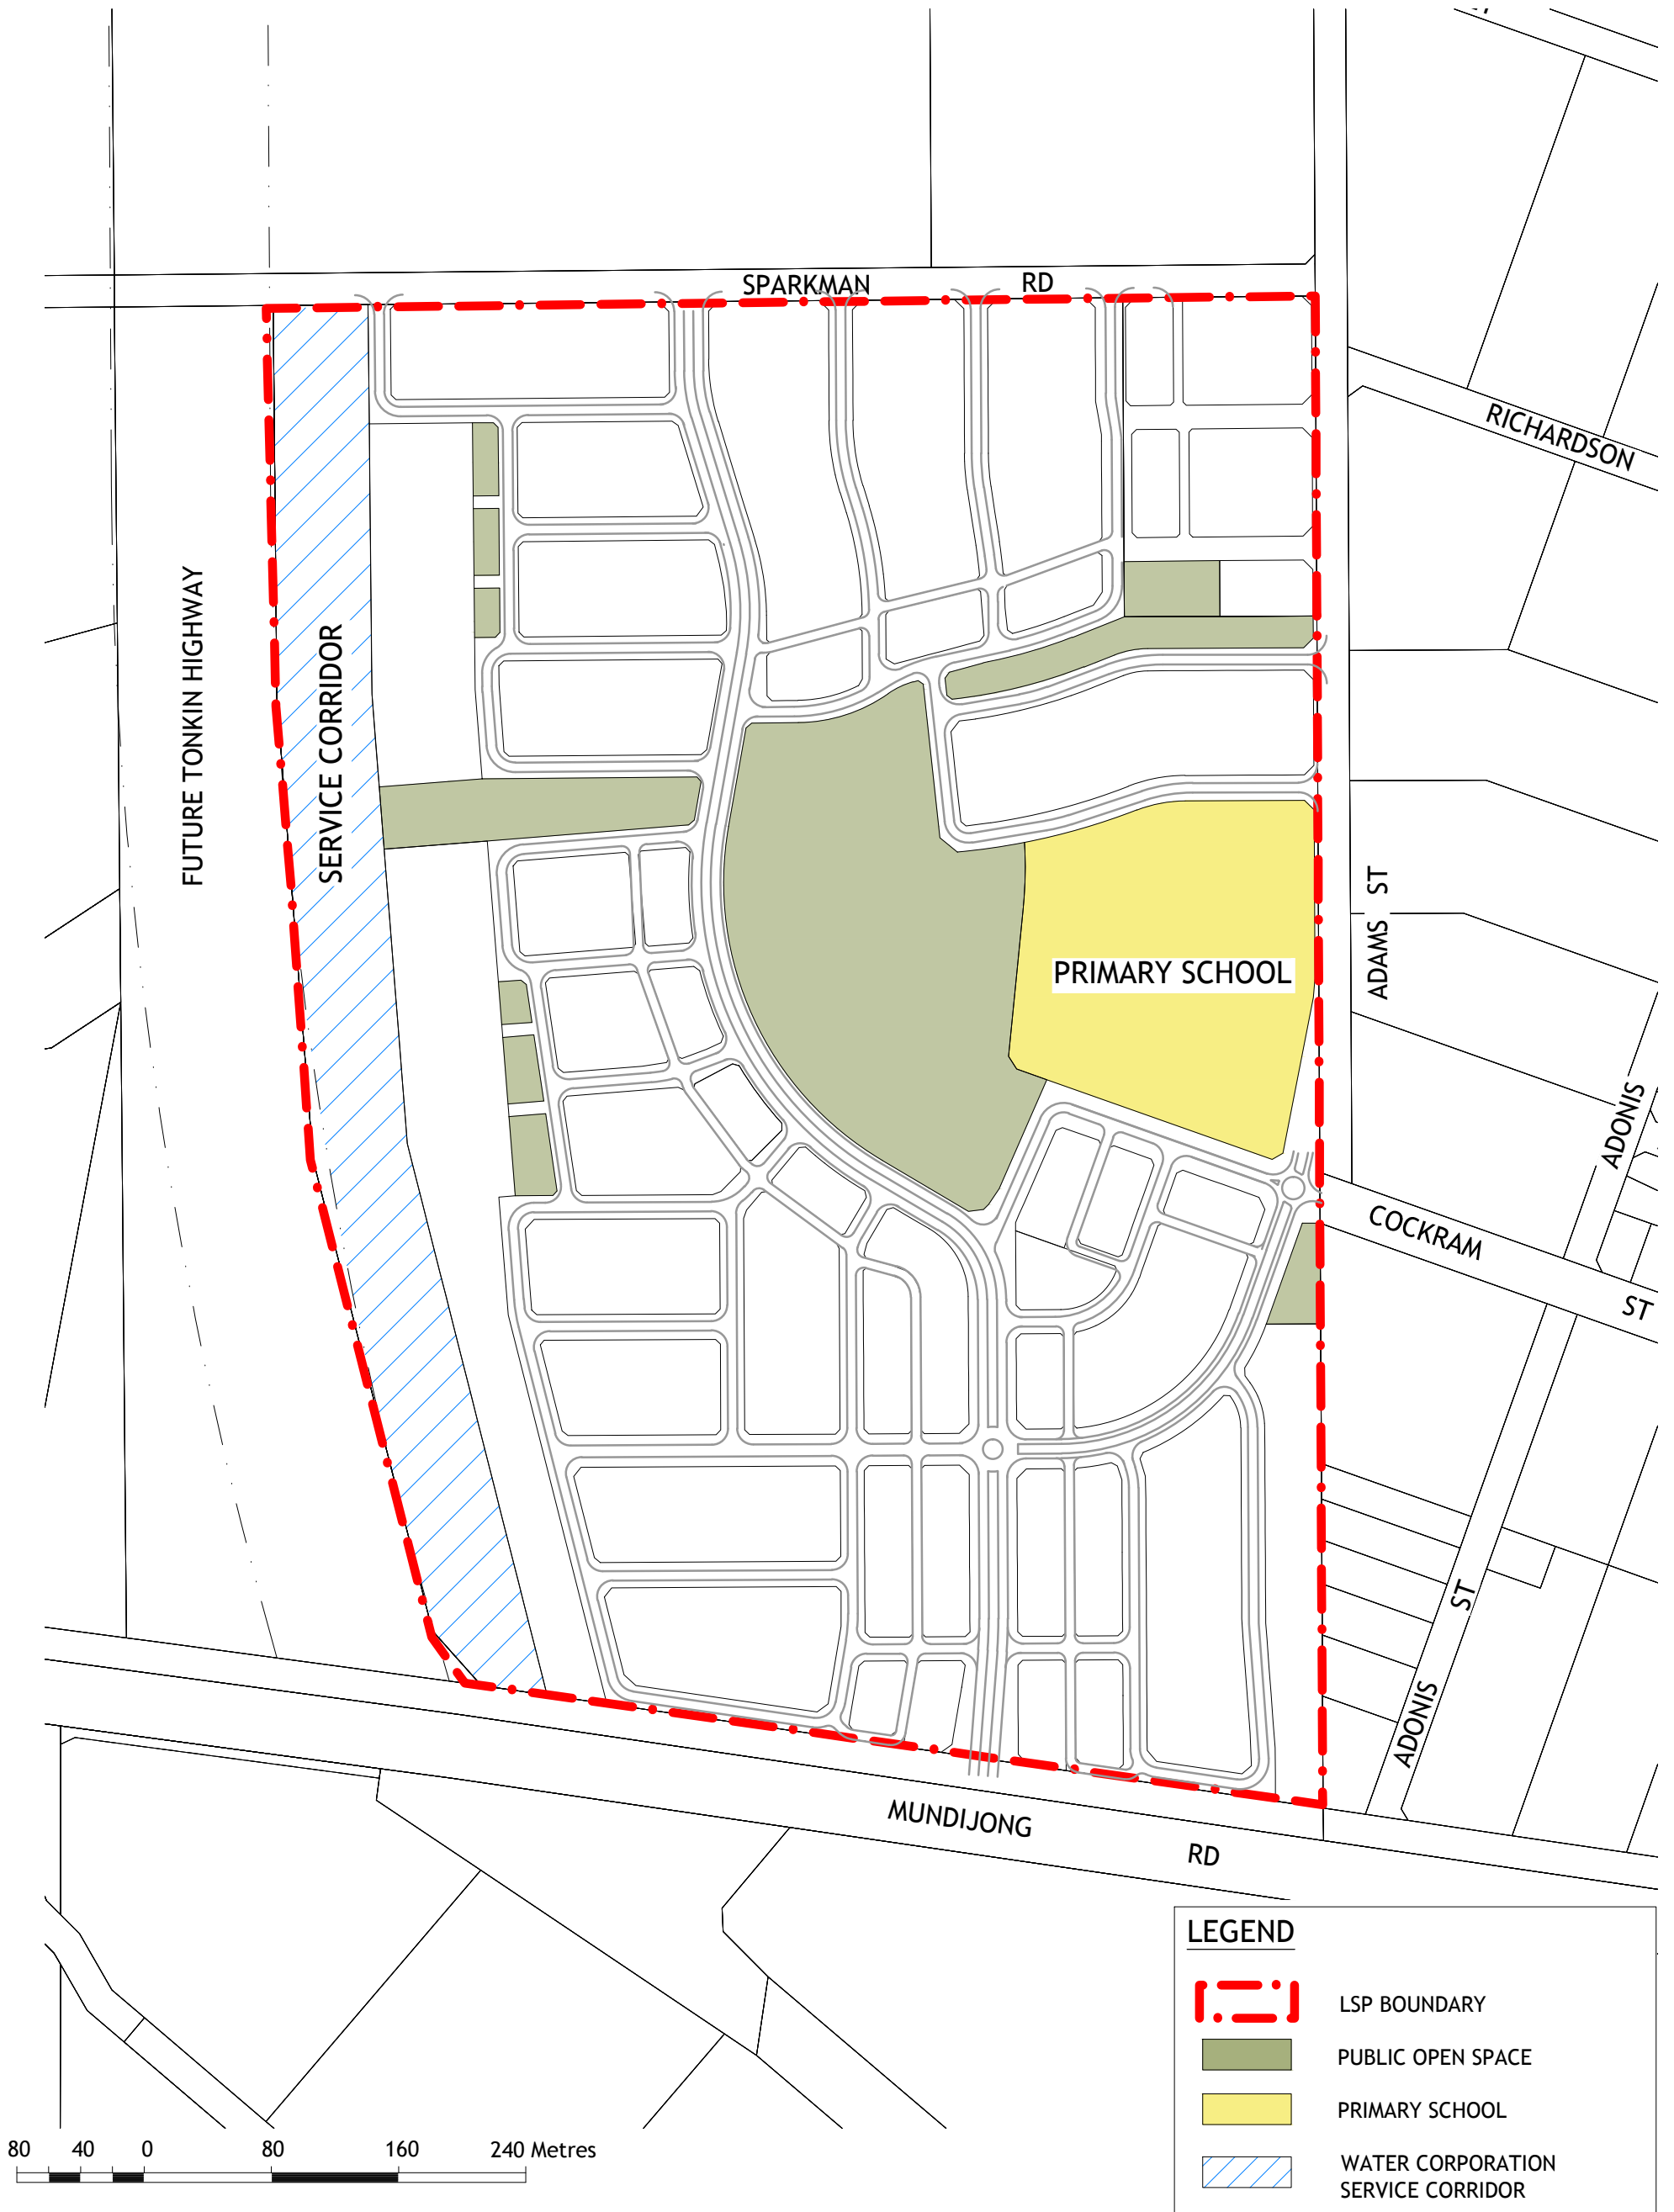 SPARKMAN RD
RICHARDSON
FUTURE TONKIN HIGHWAY
SERVICE CORRIDOR
ADAMS ST
PRIMARY SCHOOL
ADONIS
COCKRAM
ST
ST
ADONIS
MUNDIJONG RD
LEGEND
LSP BOUNDARY
PUBLIC OPEN SPACE
PRIMARY SCHOOL
WATER CORPORATION
SERVICE CORRIDOR
80 40 0 80 160 240 Metres